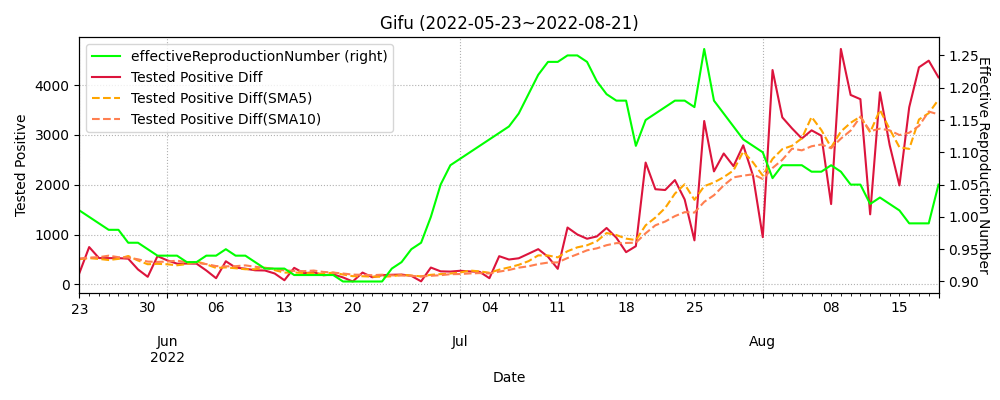 Gifu (2022-05-23~2022-08-21)
effectiveReproductionNumber (right)
Tested Positive Diff
Tested Positive Diff(SMA5)
Tested Positive Diff(SMA10)
Tested Positive
4000
3000
2000
1000
0
Effective Reproduction Number
1.25
1.20
1.15
1.10
1.05
1.00
0.95
0.90
23 30 06 13 20 27 04 11 18 25 08 15
Jun Jul Aug
2022
Date